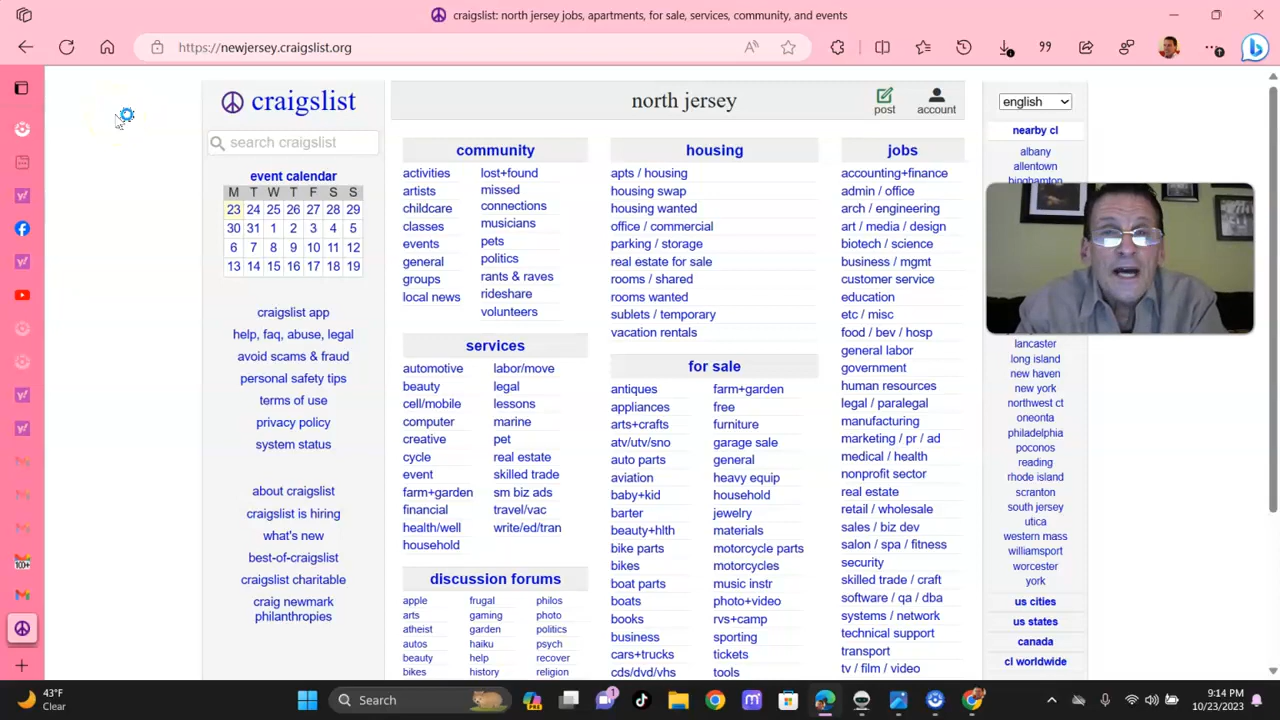 craigslist: north jersey jobs, apartments, for sale, services, community, and events
https://newjersey.craigslist.org
craigslist
search craigslist
event calendar
M T W T F S S
23 24 25 26 27 28 29
30 31 1 2 3 4 5
6 7 8 9 10 11 12
13 14 15 16 17 18 19
craigslist app
help, faq, abuse, legal
avoid scams & fraud
personal safety tips
terms of use
privacy policy
system status
about craigslist
craigslist is hiring
what's new
best-of-craigslist
craigslist charitable
craig newmark
philanthropies
north jersey
post
account
community
activities
artists
childcare
classes
events
general
groups
local news
lost+found
missed
connections
musicians
pets
politics
rants & raves
rideshare
volunteers
services
automotive
beauty
cell/mobile
computer
creative
cycle
event
farm+garden
financial
health/well
household
labor/move
legal
lessons
marine
pet
real estate
skilled trade
sm biz ads
travel/vac
write/ed/tran
discussion forums
apple
arts
atheist
autos
beauty
bikes
frugal
gaming
garden
haiku
help
history
philos
photo
politics
psych
recover
religion
housing
apts / housing
housing swap
housing wanted
office / commercial
parking / storage
real estate for sale
rooms / shared
rooms wanted
sublets / temporary
vacation rentals
for sale
antiques
appliances
arts+crafts
atv/utv/sno
auto parts
aviation
baby+kid
barter
beauty+hlth
bike parts
bikes
boat parts
boats
books
business
cars+trucks
cds/dvd/vhs
farm+garden
free
furniture
garage sale
general
heavy equip
household
jewelry
materials
motorcycle parts
motorcycles
music instr
photo+video
rvs+camp
sporting
tickets
tools
jobs
accounting+finance
admin / office
arch / engineering
art / media / design
biotech / science
business / mgmt
customer service
education
etc / misc
food / bev / hosp
general labor
government
human resources
legal / paralegal
manufacturing
marketing / pr / ad
medical / health
nonprofit sector
real estate
retail / wholesale
sales / biz dev
salon / spa / fitness
security
skilled trade / craft
software / qa / dba
systems / network
technical support
transport
tv / film / video
english
nearby cl
albany
allentown
binghamton
lancaster
long island
new haven
new york
northwest ct
oneonta
philadelphia
poconos
reading
rhode island
scranton
south jersey
utica
western mass
williamsport
worcester
york
us cities
us states
canada
cl worldwide
43°F
Clear
Search
9:14 PM
10/23/2023